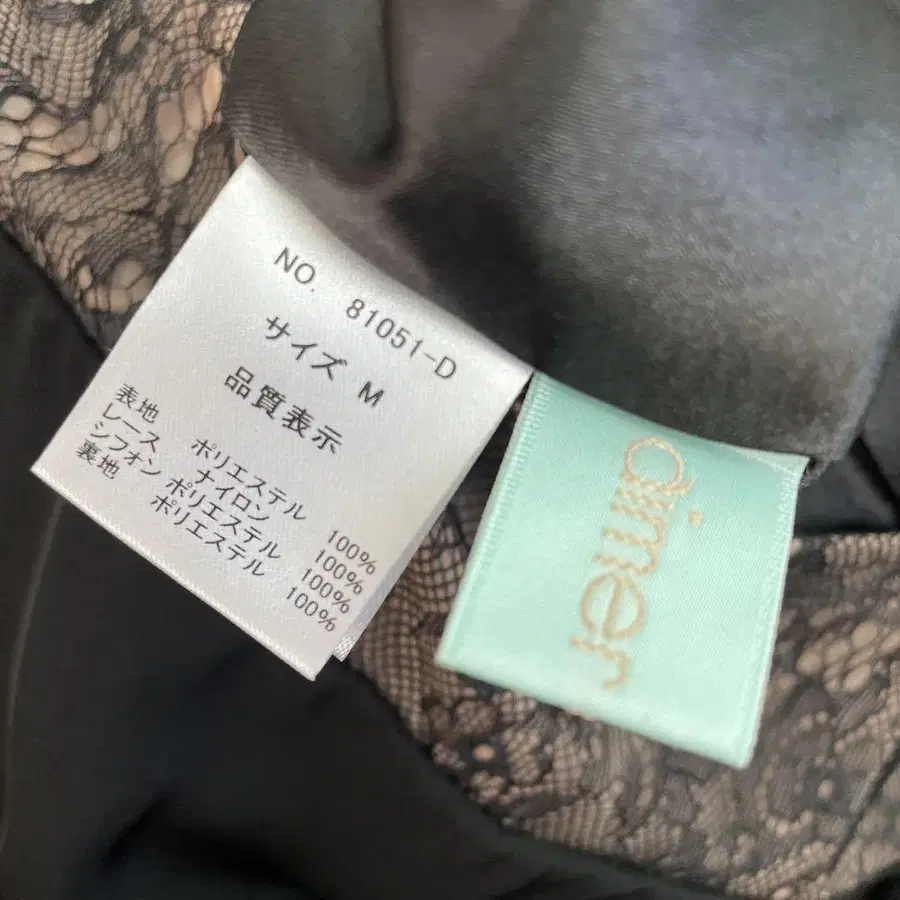 NO. 81051-D
サイズ M
品質表示
表地 ポリエステル 100%
レース ナイロン 100%
シフォン ポリエステル 100%
裏地 ポリエステル 100%
aimer